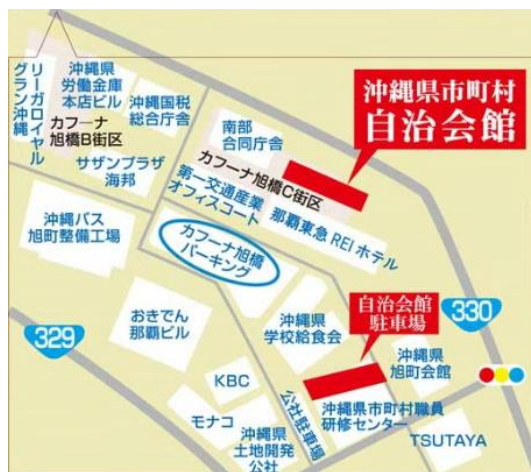 リーガロイヤル
グラン沖縄
沖縄県
労働金庫
本店ビル
沖縄国税
総合庁舎
カフーナ
旭橋B街区
サザンプラザ
海邦
南部
合同庁舎
沖縄県市町村
自治会館
カフーナ旭橋C街区
第一交通産業
オフィスコート
那覇東急 REI ホテル
沖縄バス
旭町整備工場
カフーナ旭橋
パーキング
おきでん
那覇ビル
329
沖縄県
学校給食会
自治会館
駐車場
330
沖縄県
旭町会館
KBC
モナコ
沖縄県
土地開発
公社
公社駐車場
沖縄県市町村職員
研修センター
TSUTAYA